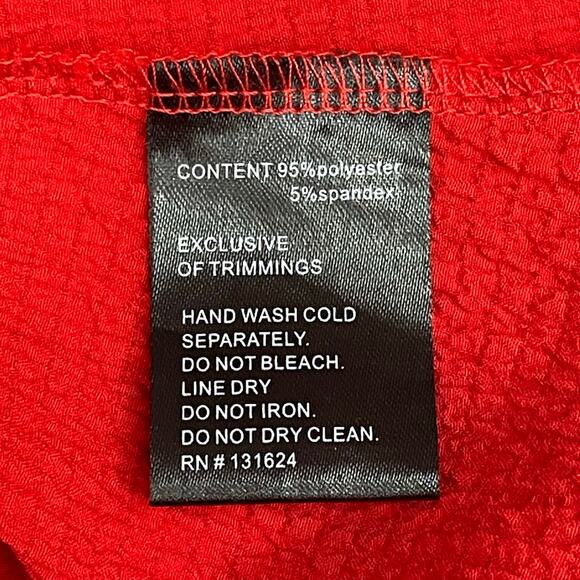 CONTENT 95%polyester
5%spandex
EXCLUSIVE
OF TRIMMINGS
HAND WASH COLD
SEPARATELY.
DO NOT BLEACH.
LINE DRY
DO NOT IRON.
DO NOT DRY CLEAN.
RN # 131624